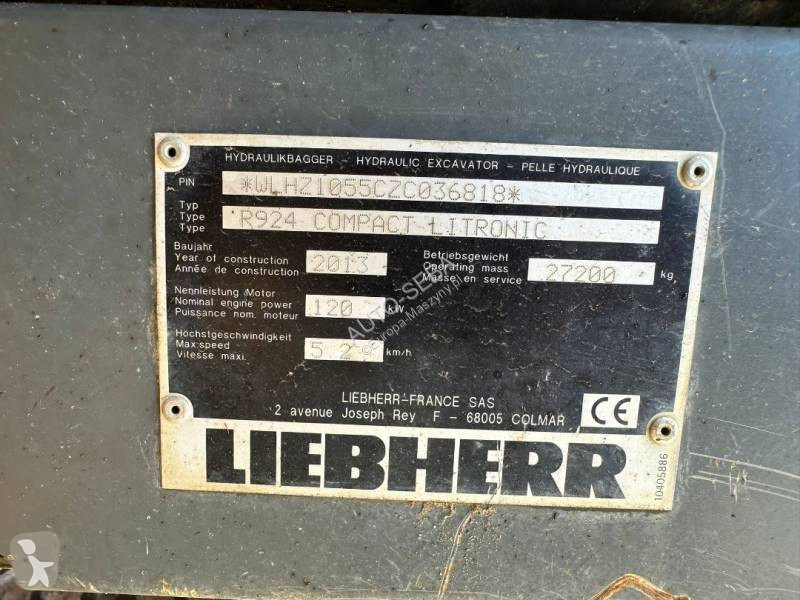 HYDRAULIKBAGGER - HYDRAULIC EXCAVATOR - PELLE HYDRAULIQUE
PIN *WLHZ1055CZC036818*
Typ
Type R924 COMPACT LITRONIC
Type
Baujahr
Year of construction 2013
Année de construction
Betriebsgewicht
Operating mass 27200 kg
Masse en service
Nennleistung Motor
Nominal engine power 120 kW
Puissance nom. moteur
Höchstgeschwindigkeit
Max. speed 5.2 km/h
Vitesse maxi.
LIEBHERR-FRANCE SAS
2 avenue Joseph Rey F - 68005 COLMAR
CE
LIEBHERR
10405886